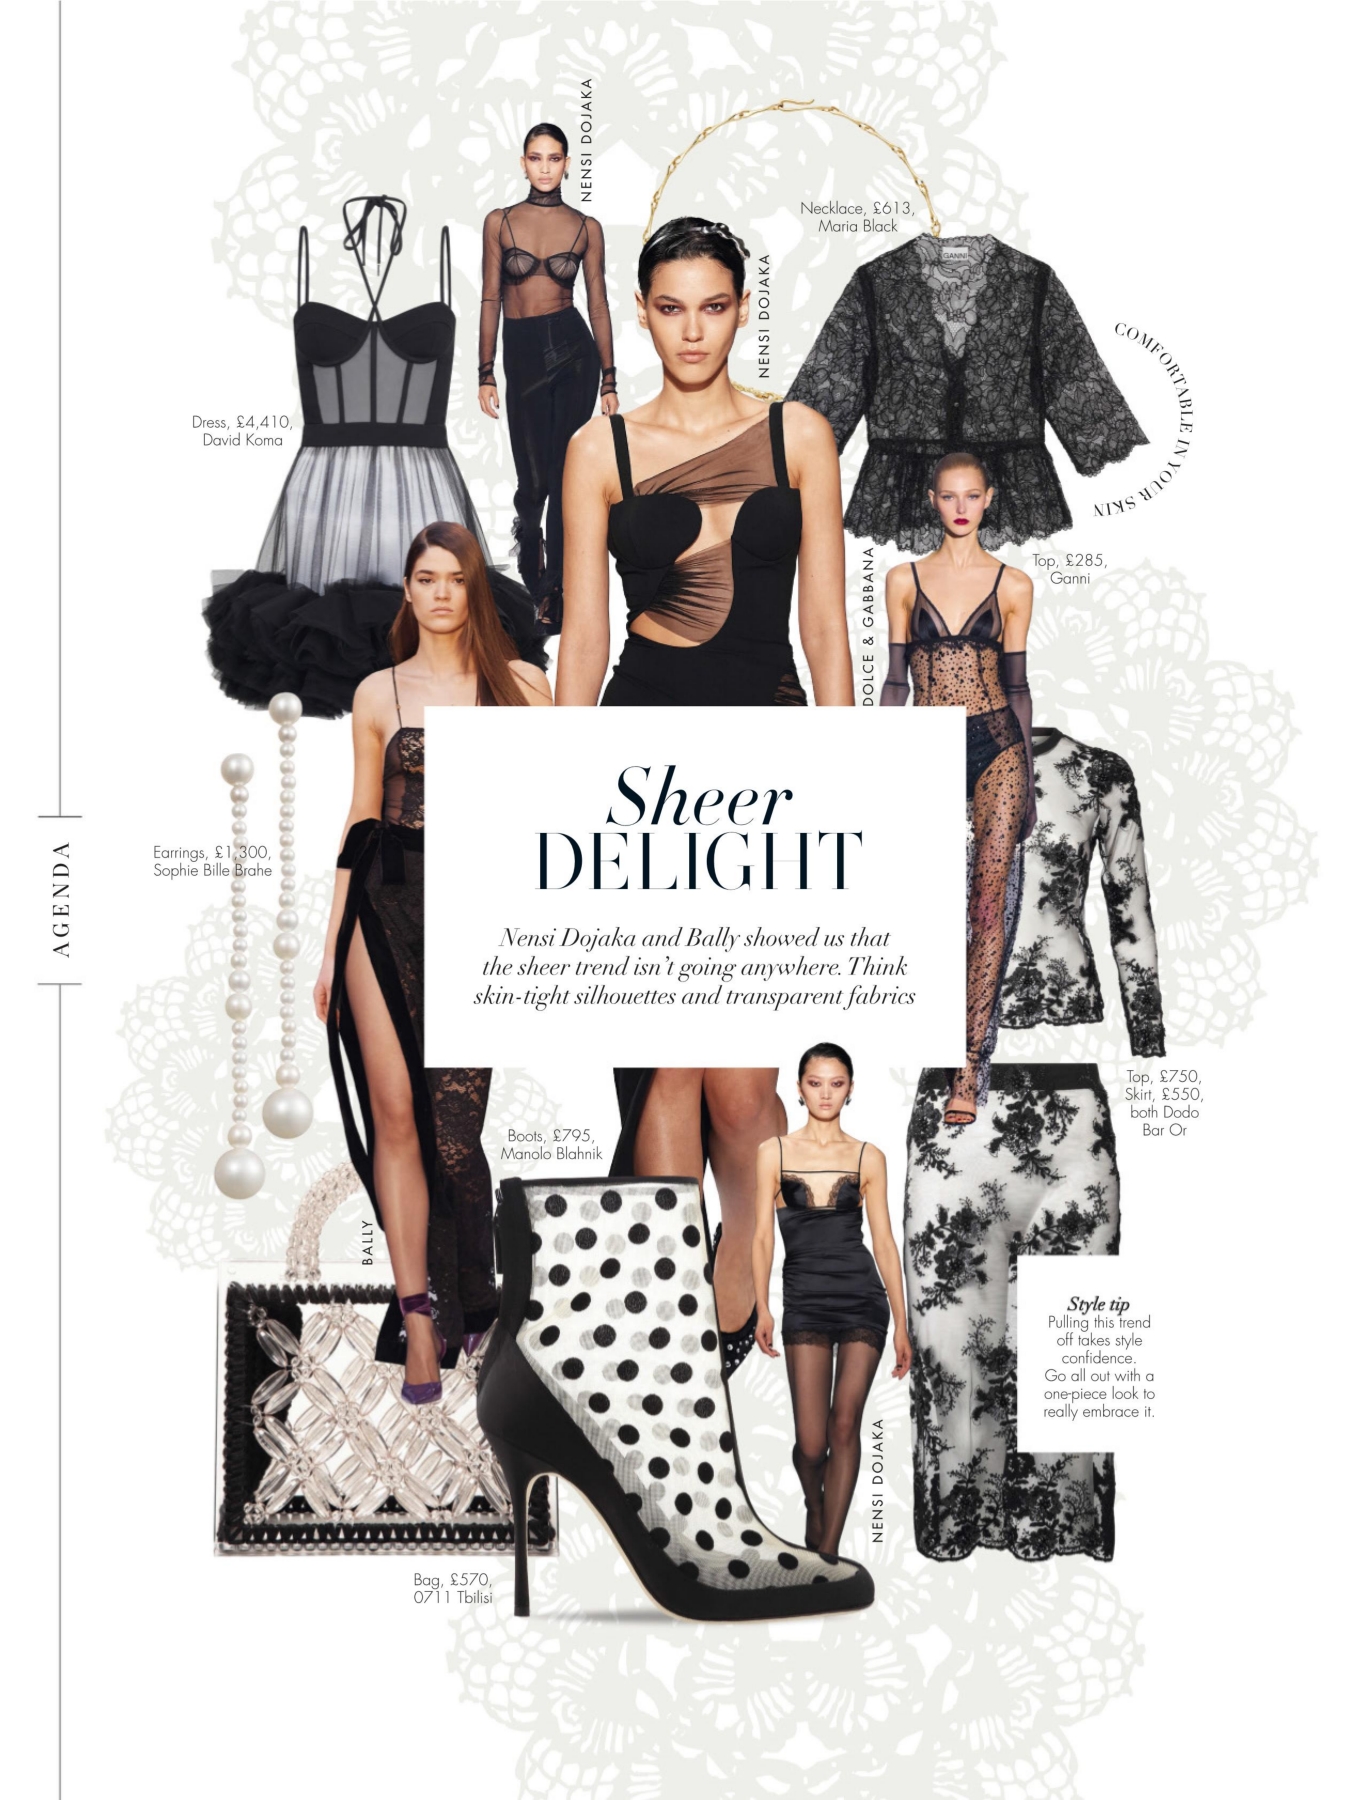 NENSI DOJAKA
Necklace, £613,
Maria Black
NENSI DOJAKA
GANNI
COMFORTABLE IN YOUR SKIN
Dress, £4,410,
David Koma
Top, £285,
Ganni
DOLCE & GABBANA
Sheer
DELIGHT
Nensi Dojaka and Bally showed us that
the sheer trend isn't going anywhere. Think
skin-tight silhouettes and transparent fabrics
AGENDA
Earrings, £1,300,
Sophie Bille Brahe
Top, £750,
Skirt, £550,
both Dodo
Bar Or
Boots, £795,
Manolo Blahnik
BALLY
Style tip
Pulling this trend
off takes style
confidence.
Go all out with a
one-piece look to
really embrace it.
NENSI DOJAKA
Bag, £570,
0711 Tbilisi